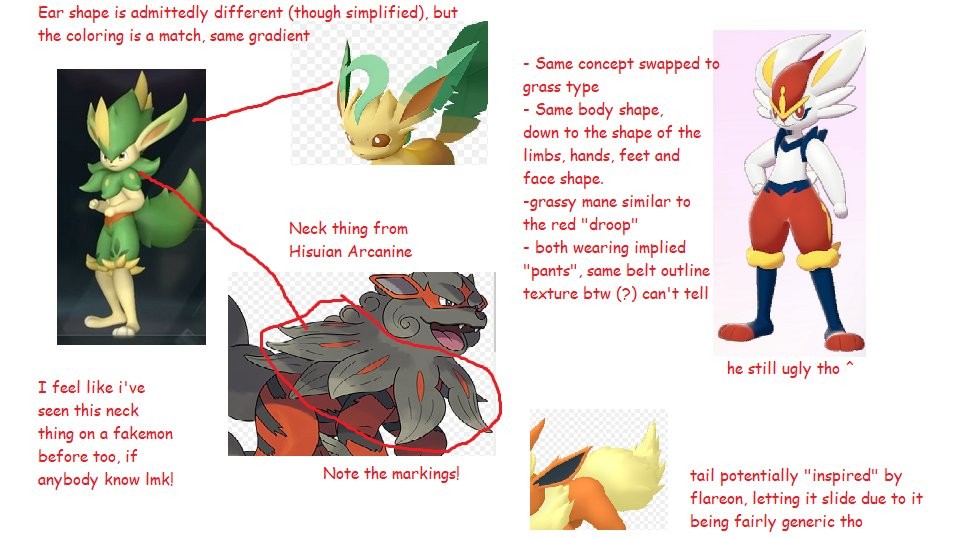 Ear shape is admittedly different (though simplified), but
the coloring is a match, same gradient
- Same concept swapped to
grass type
- Same body shape,
down to the shape of the
limbs, hands, feet and
face shape.
-grassy mane similar to
the red "droop"
- both wearing implied
"pants", same belt outline
texture btw (?) can't tell
Neck thing from
Hisuian Arcanine
he still ugly tho ^
I feel like i've
seen this neck
thing on a fakemon
before too, if
anybody know lmk!
Note the markings!
tail potentially "inspired" by
flareon, letting it slide due to it
being fairly generic tho